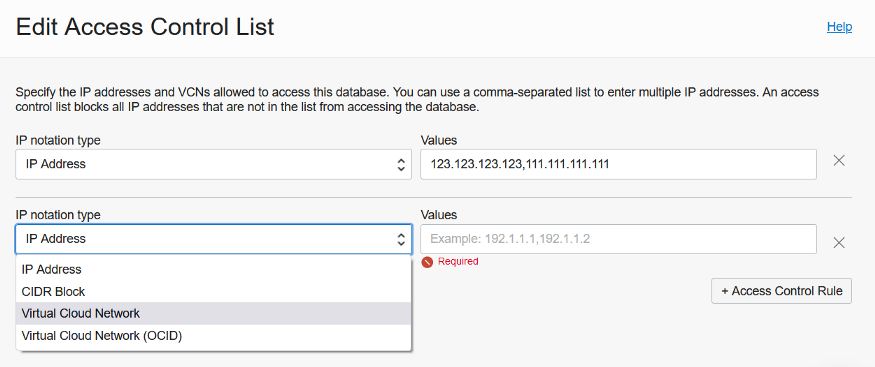 Edit Access Control List
Help
Specify the IP addresses and VCNs allowed to access this database. You can use a comma-separated list to enter multiple IP addresses. An access
control list blocks all IP addresses that are not in the list from accessing the database.
IP notation type
Values
IP Address
123.123.123.123,111.111.111.111
IP notation type
Values
IP Address
Example: 192.1.1.1,192.1.1.2
Required
IP Address
CIDR Block
Virtual Cloud Network
Virtual Cloud Network (OCID)
+ Access Control Rule